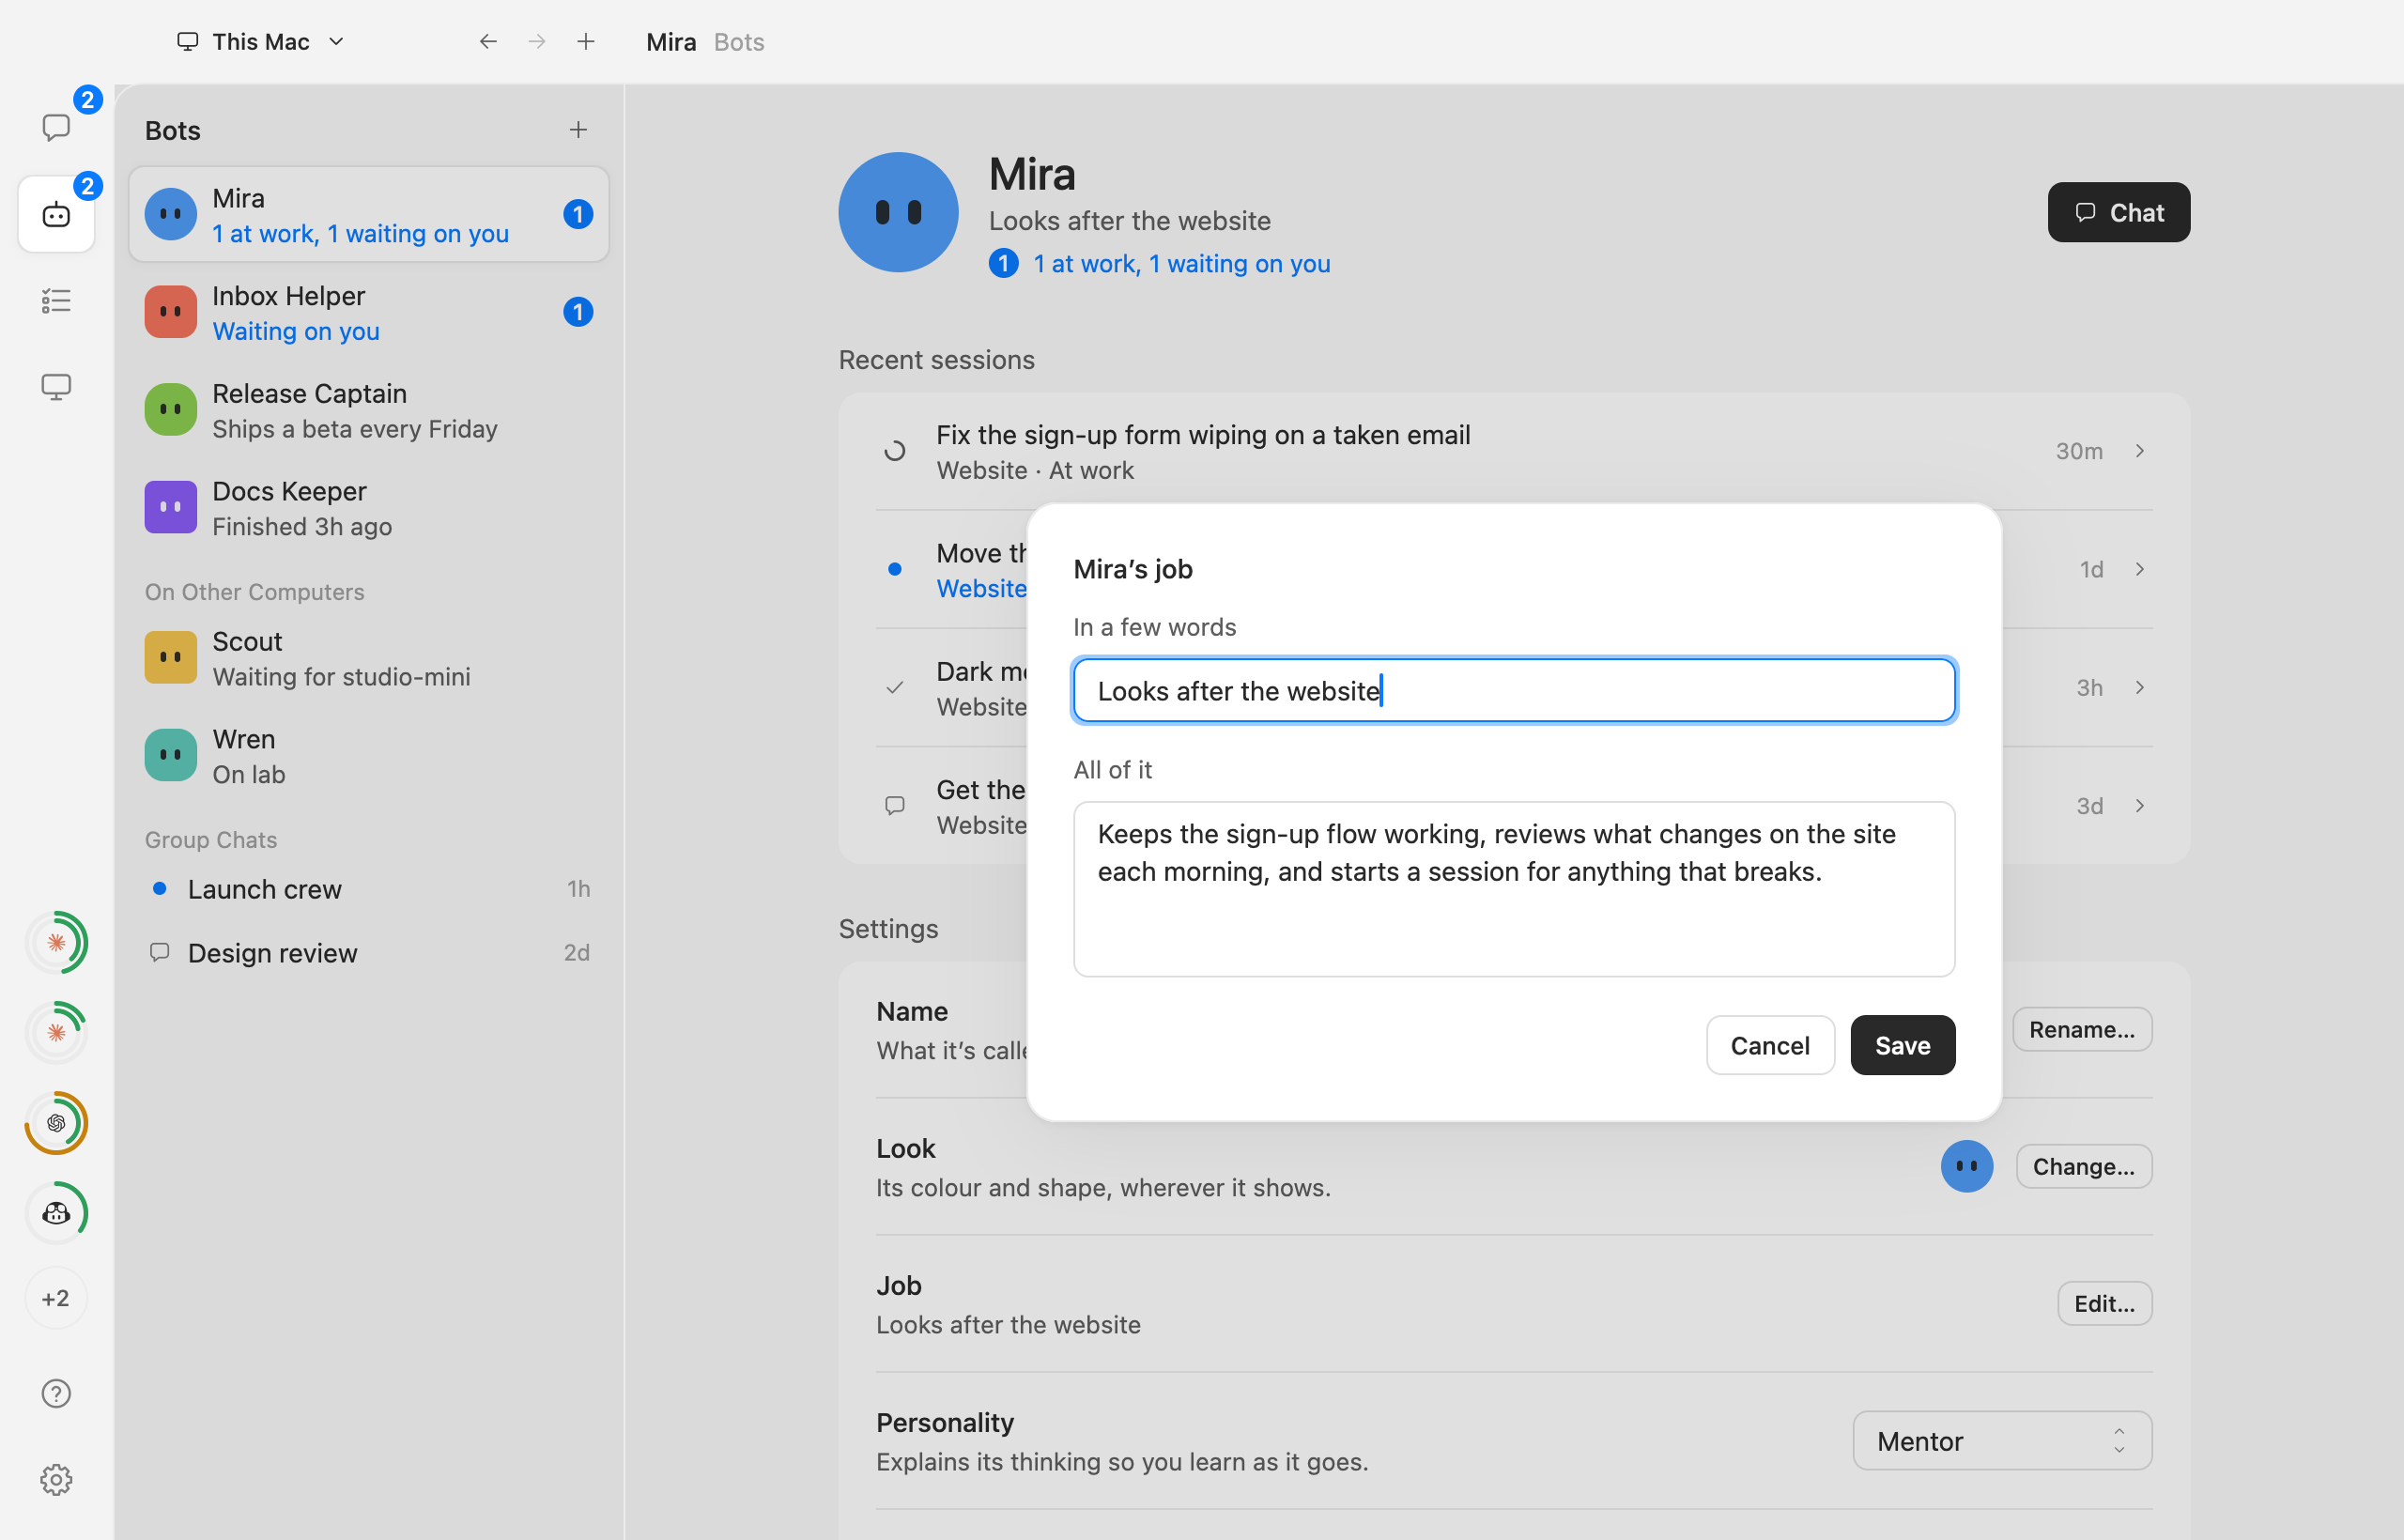 This Mac
Mira Bots
2
2
Bots
Mira
1 at work, 1 waiting on you
1
Inbox Helper
Waiting on you
1
Release Captain
Ships a beta every Friday
Docs Keeper
Finished 3h ago
On Other Computers
Scout
Waiting for studio-mini
Wren
On lab
Group Chats
Launch crew 1h
Design review 2d
+2
Mira
Looks after the website
1 1 at work, 1 waiting on you
Chat
Recent sessions
Fix the sign-up form wiping on a taken email
Website · At work
30m
Move th
Website
1d
Dark mo
Website
3h
Get the
Website
3d
Mira’s job
In a few words
Looks after the website
All of it
Keeps the sign-up flow working, reviews what changes on the site
each morning, and starts a session for anything that breaks.
Cancel
Save
Settings
Name
What it’s calle
Rename...
Look
Its colour and shape, wherever it shows.
Change...
Job
Looks after the website
Edit...
Personality
Explains its thinking so you learn as it goes.
Mentor